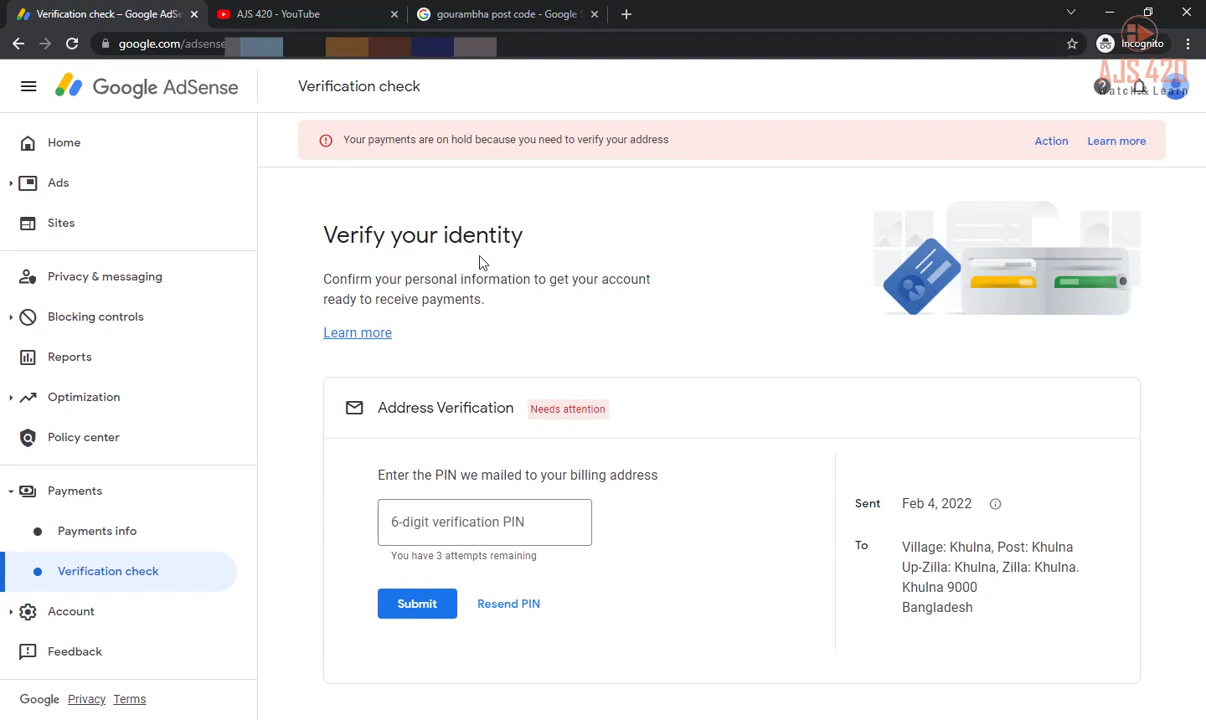 Verification check – Google AdSe
AJS 420 - YouTube
gourambha post code - Google S
google.com/adsense
Incognito
AJS 420
Watch & Learn
Google AdSense
Verification check
Home
Ads
Sites
Privacy & messaging
Blocking controls
Reports
Optimization
Policy center
Payments
Payments info
Verification check
Account
Feedback
Google Privacy Terms
Your payments are on hold because you need to verify your address
Action Learn more
Verify your identity
Confirm your personal information to get your account
ready to receive payments.
Learn more
Address Verification Needs attention
Enter the PIN we mailed to your billing address
6-digit verification PIN
You have 3 attempts remaining
Submit Resend PIN
Sent Feb 4, 2022
To Village: Khulna, Post: Khulna
Up-Zilla: Khulna, Zilla: Khulna.
Khulna 9000
Bangladesh